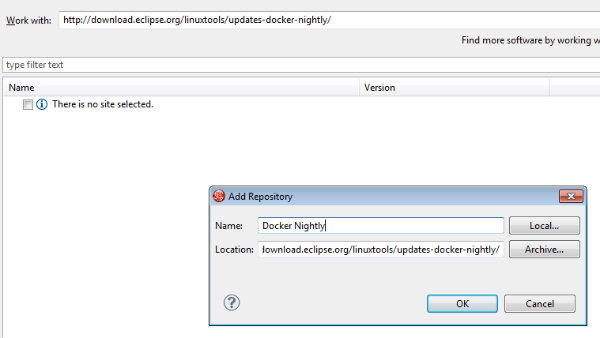 Work with: http://download.eclipse.org/linuxtools/updates-docker-nightly/
Find more software by working w
type filter text
Name Version
There is no site selected.
Add Repository
Name: Docker Nightly Local...
Location: lownload.eclipse.org/linuxtools/updates-docker-nightly/ Archive...
? OK Cancel